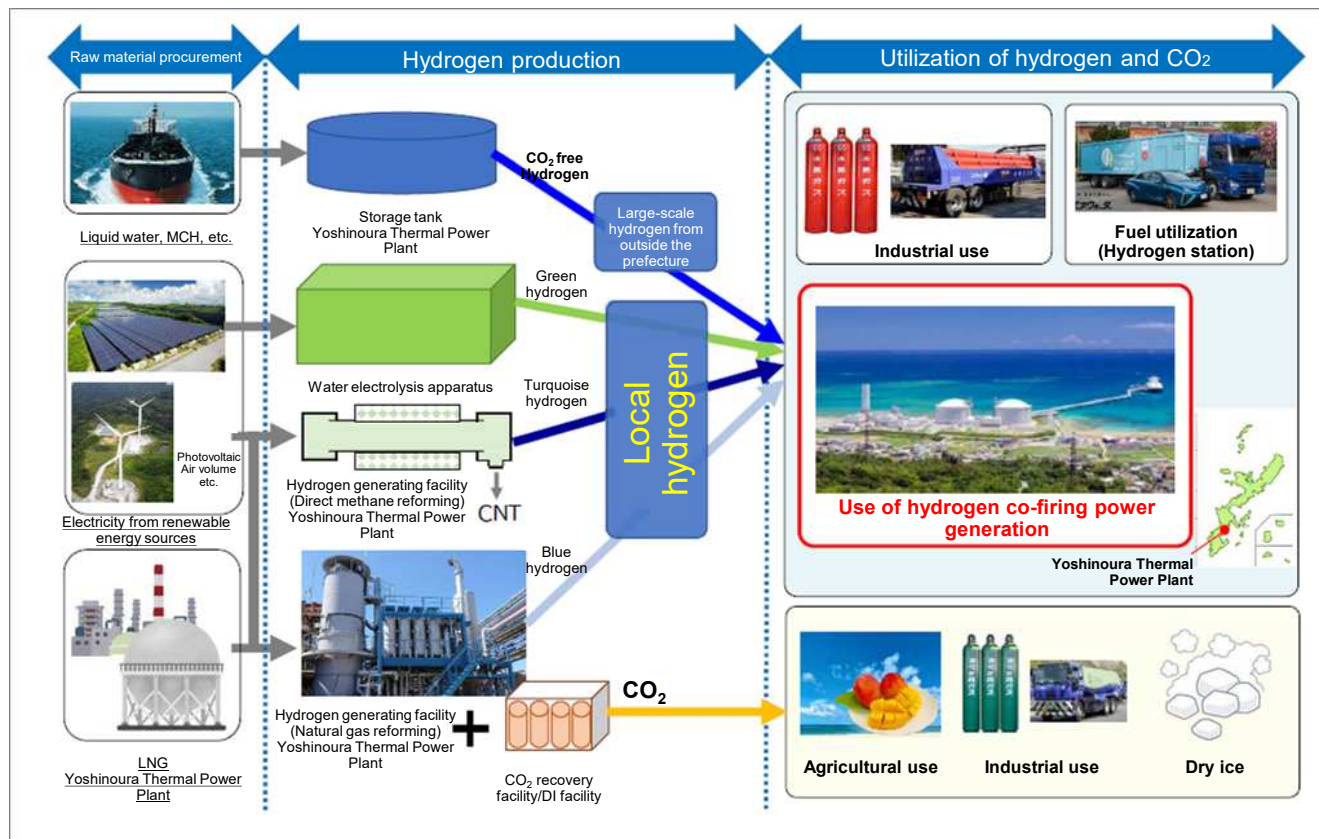 Raw material procurement
Hydrogen production
Utilization of hydrogen and CO₂
Liquid water, MCH, etc.
Photovoltaic
Air volume
etc.
Electricity from renewable
energy sources
LNG
Yoshinoura Thermal Power
Plant
Storage tank
Yoshinoura Thermal Power
Plant
CO₂ free
Hydrogen
Large-scale
hydrogen from
outside the
prefecture
Green
hydrogen
Water electrolysis apparatus
Turquoise
hydrogen
Local
hydrogen
Hydrogen generating facility
(Direct methane reforming)
Yoshinoura Thermal Power
Plant
CNT
Blue
hydrogen
Hydrogen generating facility
(Natural gas reforming)
Yoshinoura Thermal Power
Plant
+
CO₂ recovery
facility/DI facility
CO₂
Industrial use
Fuel utilization
(Hydrogen station)
Use of hydrogen co-firing power
generation
Yoshinoura Thermal
Power Plant
Agricultural use
Industrial use
Dry ice